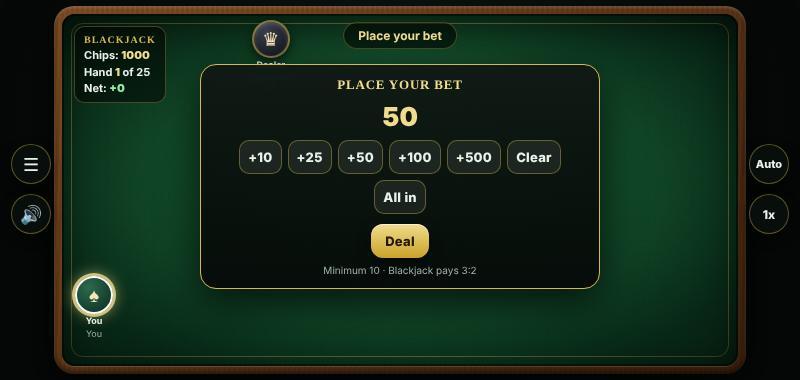 BLACKJACK
Chips: 1000
Hand 1 of 25
Net: +0
Place your bet
Dealer
PLACE YOUR BET
50
+10 +25 +50 +100 +500 Clear
All in
Deal
Minimum 10 · Blackjack pays 3:2
Auto
1x
You
You